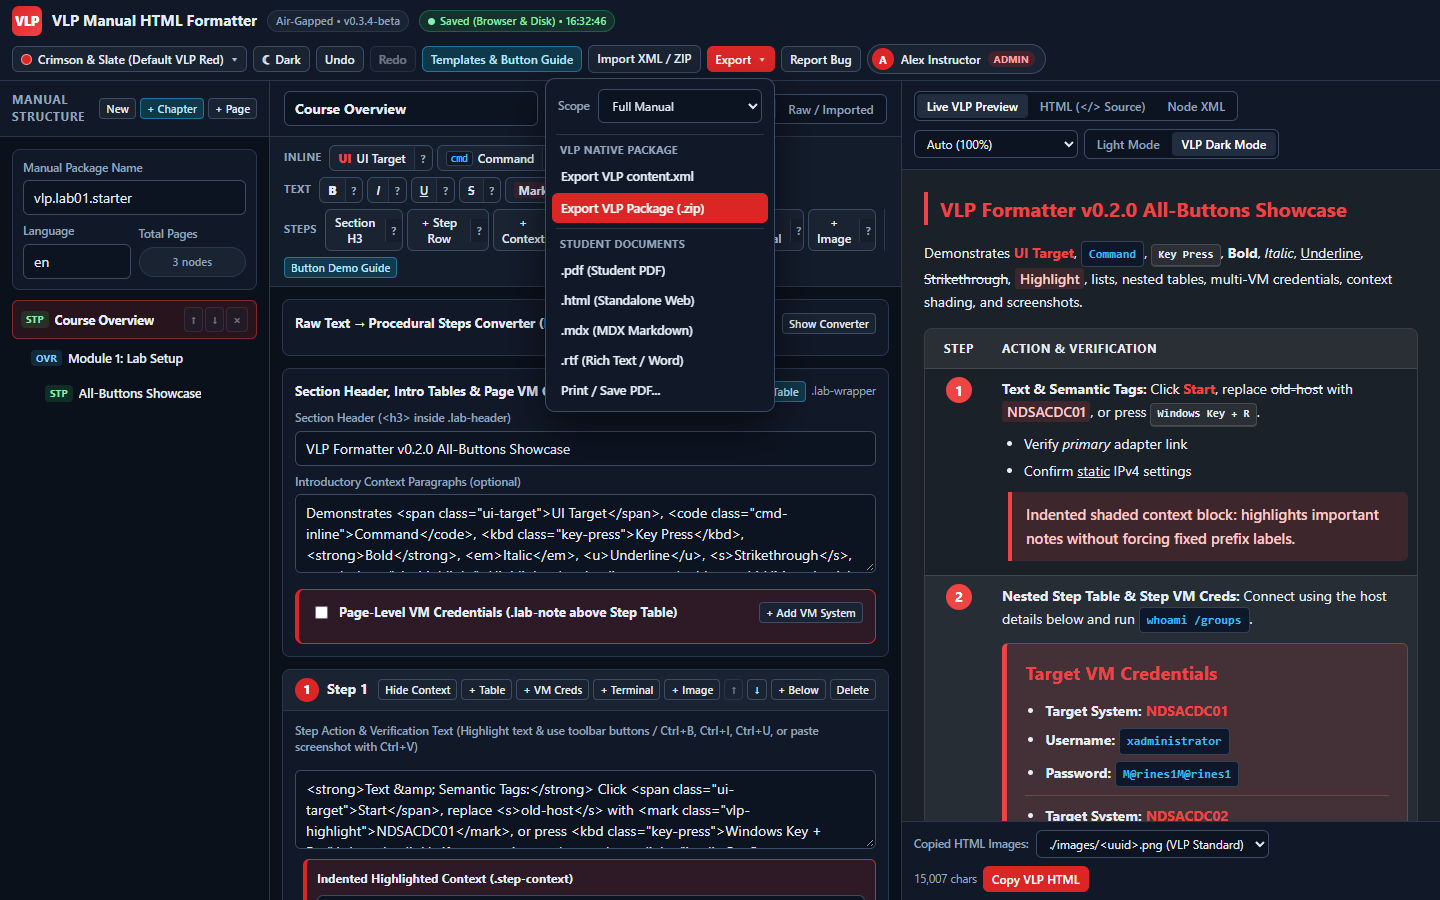 VLP VLP Manual HTML Formatter Air-Gapped • v0.3.4-beta Saved (Browser & Disk) • 16:32:46
Crimson & Slate (Default VLP Red) Dark Undo Redo Templates & Button Guide Import XML / ZIP Export Report Bug A Alex Instructor ADMIN
MANUAL STRUCTURE New + Chapter + Page
Manual Package Name
vlp.lab01.starter
Language Total Pages
en 3 nodes
STP Course Overview ↑ ↓ ×
OVR Module 1: Lab Setup
STP All-Buttons Showcase
Course Overview Raw / Imported
INLINE UI UI Target ? cmd Command
TEXT B ? I ? U ? S ? Mark
STEPS Section H3 ? + Step Row ? + Context ? + Image ?
Button Demo Guide
Scope Full Manual
VLP NATIVE PACKAGE
Export VLP content.xml
Export VLP Package (.zip)
STUDENT DOCUMENTS
.pdf (Student PDF)
.html (Standalone Web)
.mdx (MDX Markdown)
.rtf (Rich Text / Word)
Print / Save PDF...
Raw Text → Procedural Steps Converter ( Show Converter
Section Header, Intro Tables & Page VM Table .lab-wrapper
Section Header (<h3> inside .lab-header)
VLP Formatter v0.2.0 All-Buttons Showcase
Introductory Context Paragraphs (optional)
Demonstrates <span class="ui-target">UI Target</span>, <code class="cmd-
inline">Command</code>, <kbd class="key-press">Key Press</kbd>,
<strong>Bold</strong>, <em>Italic</em>, <u>Underline</u>, <s>Strikethrough</s>,
Page-Level VM Credentials (.lab-note above Step Table) + Add VM System
1 Step 1 Hide Context + Table + VM Creds + Terminal + Image ↑ ↓ + Below Delete
Step Action & Verification Text (Highlight text & use toolbar buttons / Ctrl+B, Ctrl+I, Ctrl+U, or paste
screenshot with Ctrl+V)
<strong>Text &amp; Semantic Tags:</strong> Click <span class="ui-
target">Start</span>, replace <s>old-host</s> with <mark class="vlp-
highlight">NDSACDC01</mark>, or press <kbd class="key-press">Windows Key +
Indented Highlighted Context (.step-context)
Live VLP Preview HTML (</> Source) Node XML
Auto (100%) Light Mode VLP Dark Mode
VLP Formatter v0.2.0 All-Buttons Showcase
Demonstrates UI Target, Command, Key Press, Bold, Italic, Underline,
Strikethrough, Highlight, lists, nested tables, multi-VM credentials, context
shading, and screenshots.
STEP ACTION & VERIFICATION
1 Text & Semantic Tags: Click Start, replace old-host with
NDSACDC01, or press Windows Key + R.
• Verify primary adapter link
• Confirm static IPv4 settings
Indented shaded context block: highlights important
notes without forcing fixed prefix labels.
2 Nested Step Table & Step VM Creds: Connect using the host
details below and run whoami /groups.
Target VM Credentials
• Target System: NDSACDC01
• Username: xadministrator
• Password: M@rines1M@rines1
• Target System: NDSACDC02
Copied HTML Images: ./images/<uuid>.png (VLP Standard)
15,007 chars Copy VLP HTML